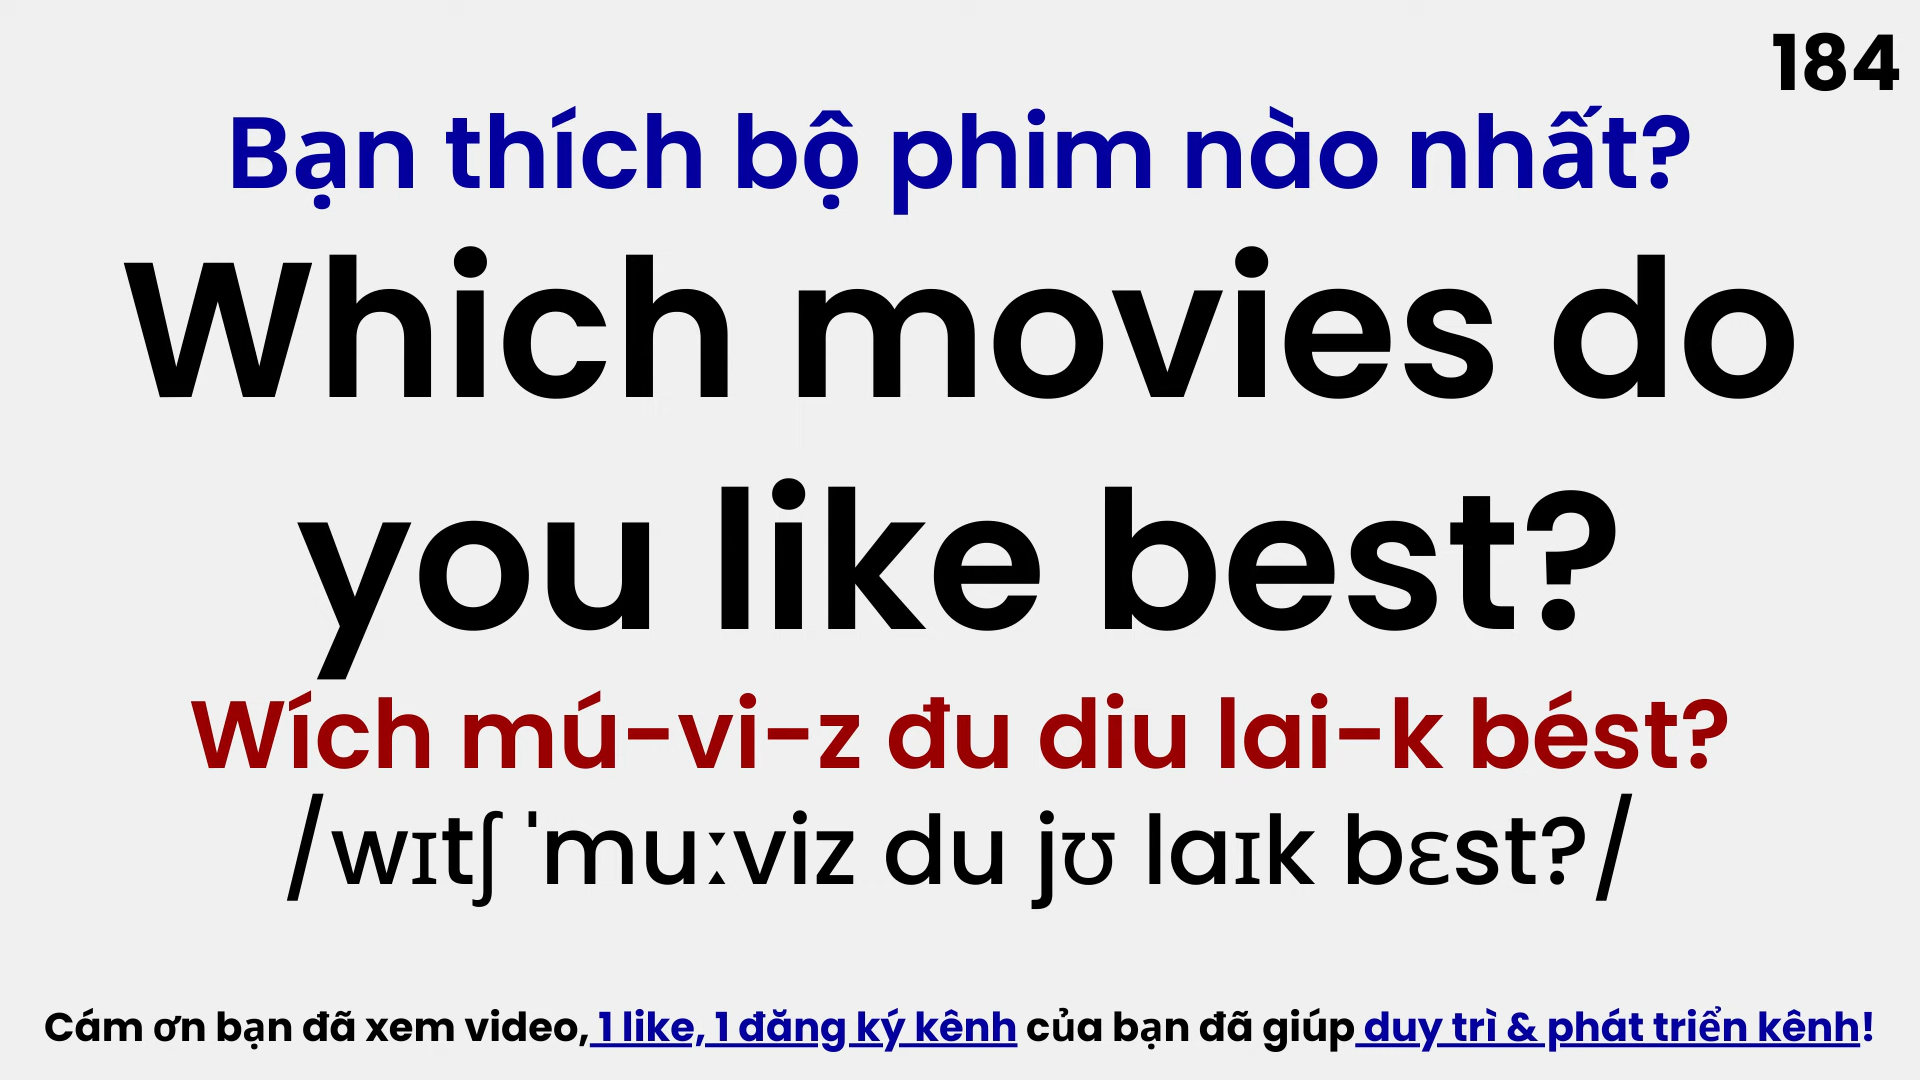 184
Bạn thích bộ phim nào nhất?
Which movies do
you like best?
Wích mú-vi-z đu diu lai-k bést?
/wɪtʃ ˈmuːviz du jʊ laɪk bɛst?/
Cám ơn bạn đã xem video, 1 like, 1 đăng ký kênh của bạn đã giúp duy trì & phát triển kênh!